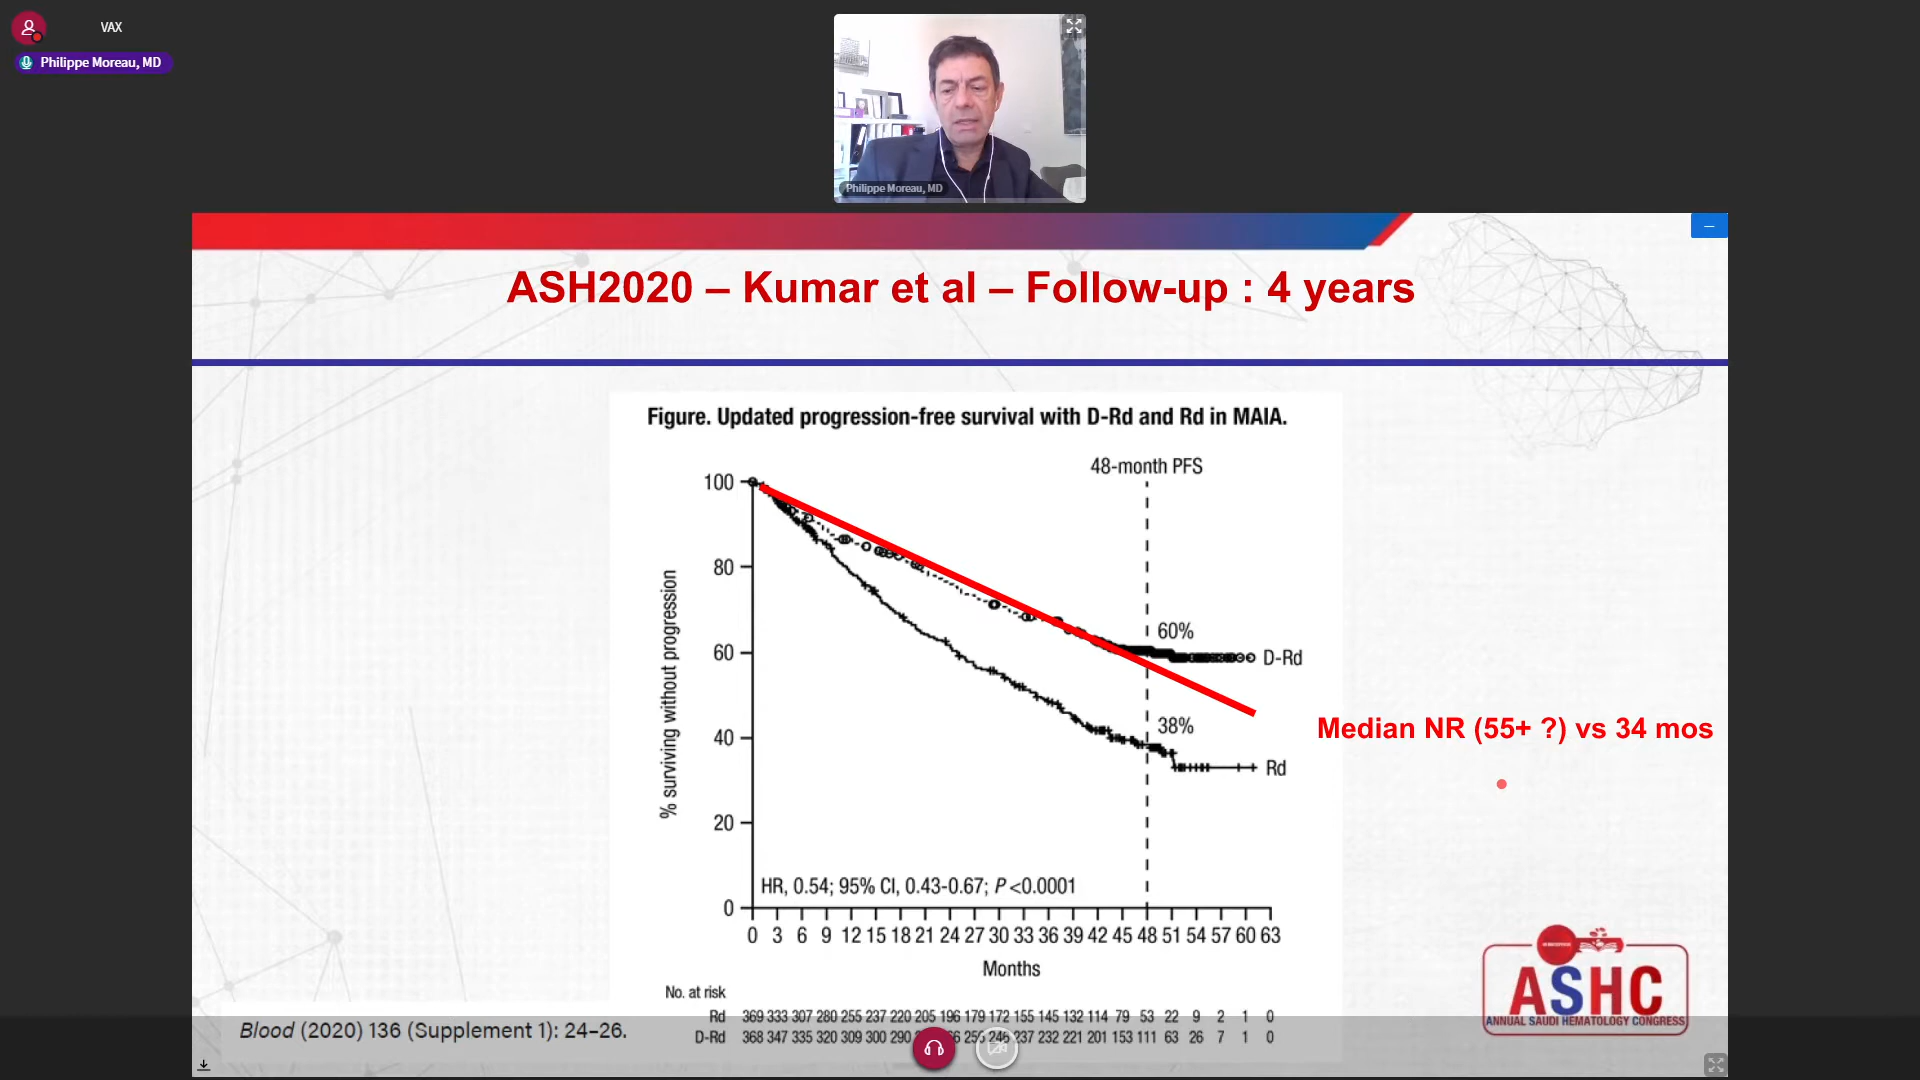 VAX
Philippe Moreau, MD
Philippe Moreau, MD
ASH2020 – Kumar et al – Follow-up : 4 years
Figure. Updated progression-free survival with D-Rd and Rd in MAIA.
48-month PFS
100
80
60
40
20
0
% surviving without progression
60%
D-Rd
38%
Rd
Median NR (55+ ?) vs 34 mos
HR, 0.54; 95% CI, 0.43-0.67; P <0.0001
0 3 6 9 12 15 18 21 24 27 30 33 36 39 42 45 48 51 54 57 60 63
Months
No. at risk
Rd 369 333 307 280 255 237 220 205 196 179 172 155 145 132 114 79 53 22 9 2 1 0
D-Rd 368 347 335 320 309 300 290 255 246 237 232 221 201 153 111 63 26 7 1 0
Blood (2020) 136 (Supplement 1): 24–26.
ASHC
ANNUAL SAUDI HEMATOLOGY CONGRESS